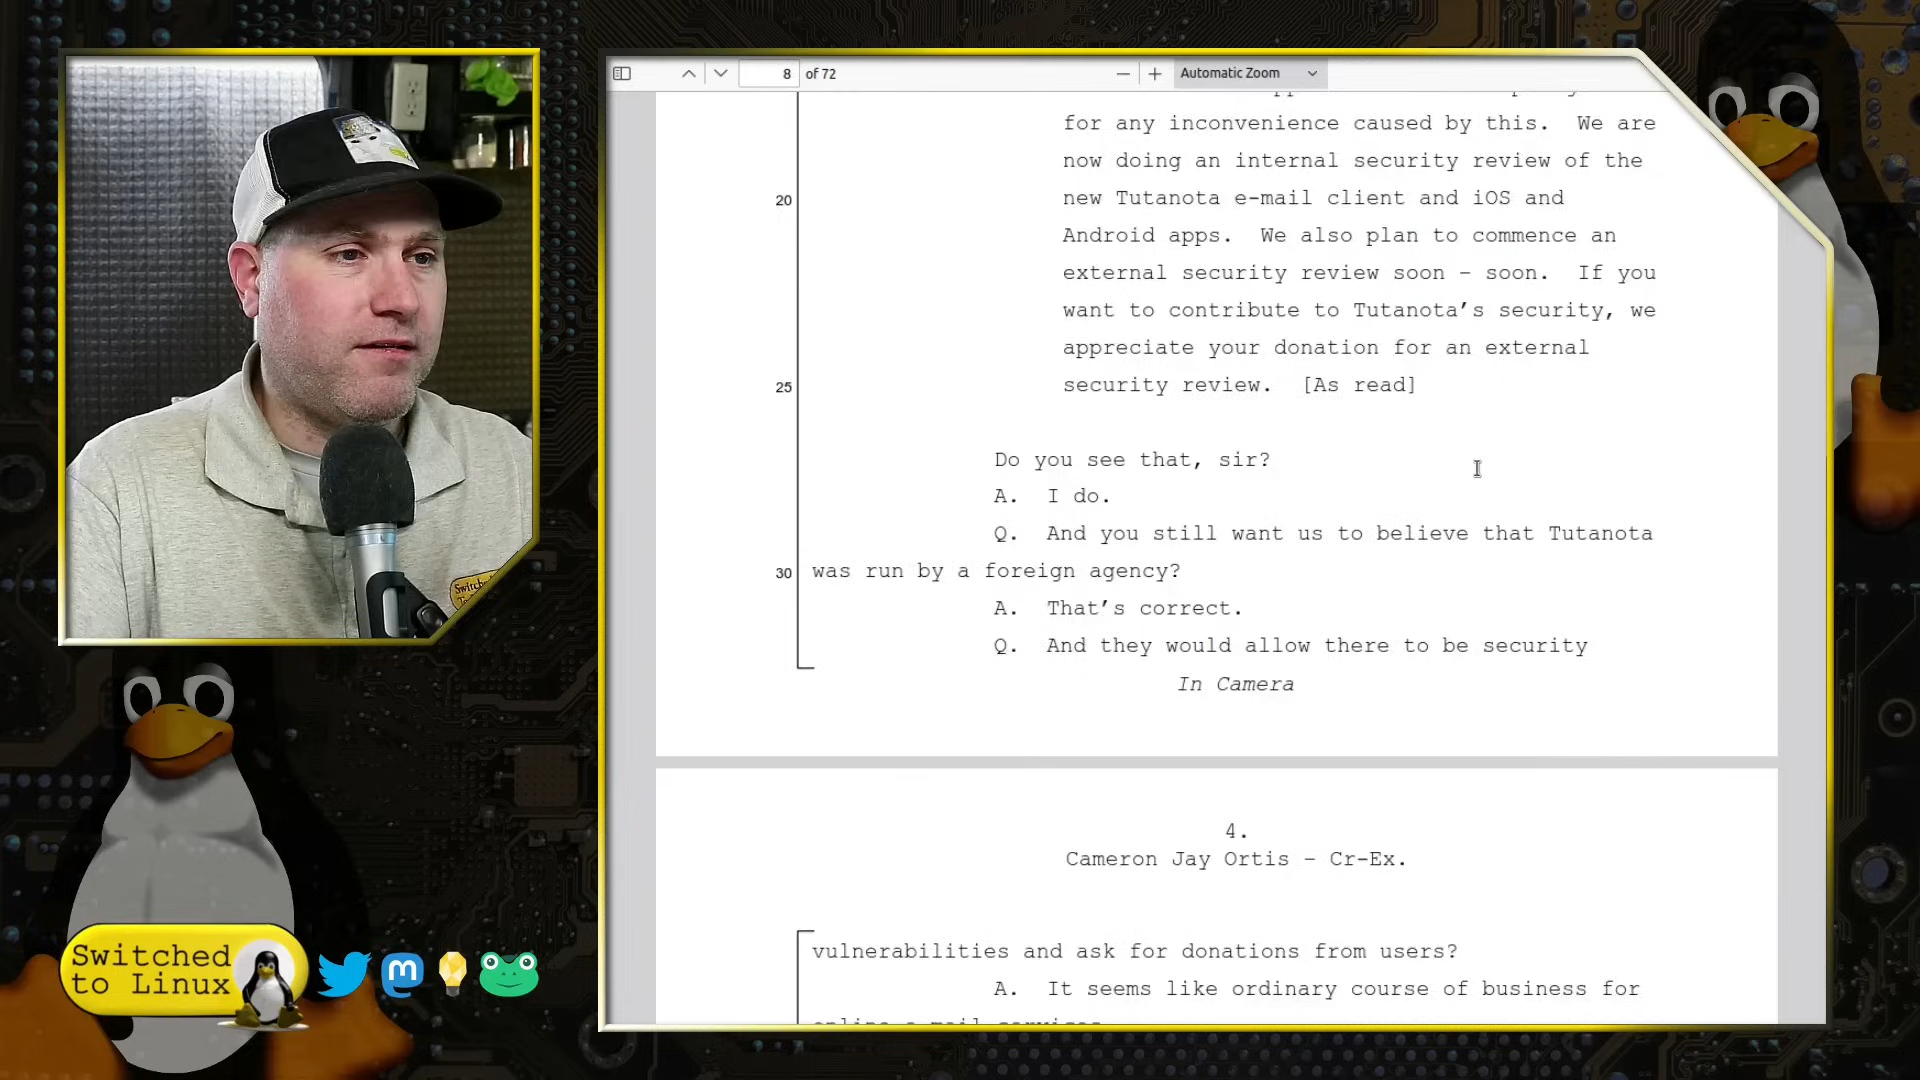 8 of 72
Automatic Zoom
for any inconvenience caused by this. We are
now doing an internal security review of the
20
new Tutanota e-mail client and iOS and
Android apps. We also plan to commence an
external security review soon – soon. If you
want to contribute to Tutanota’s security, we
appreciate your donation for an external
25
security review. [As read]
Do you see that, sir?
A. I do.
Q. And you still want us to believe that Tutanota
30
was run by a foreign agency?
A. That’s correct.
Q. And they would allow there to be security
In Camera
4.
Cameron Jay Ortis – Cr-Ex.
vulnerabilities and ask for donations from users?
A. It seems like ordinary course of business for
Switched
to Linux